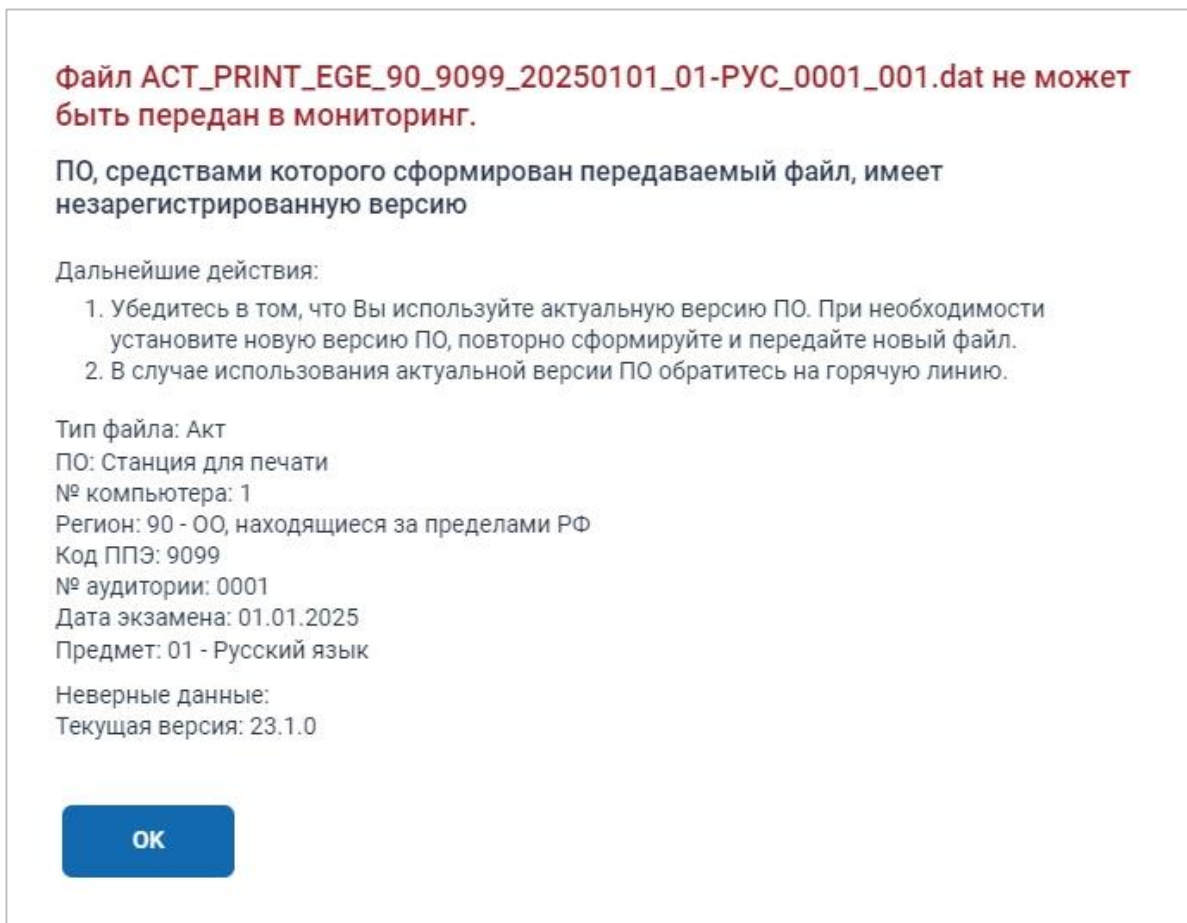 Файл ACT_PRINT_EGE_90_9099_20250101_01-РУС_0001_001.dat не может
быть передан в мониторинг.
ПО, средствами которого сформирован передаваемый файл, имеет
незарегистрированную версию
Дальнейшие действия:
1. Убедитесь в том, что Вы используйте актуальную версию ПО. При необходимости
установите новую версию ПО, повторно сформируйте и передайте новый файл.
2. В случае использования актуальной версии ПО обратитесь на горячую линию.
Тип файла: Акт
ПО: Станция для печати
№ компьютера: 1
Регион: 90 - ОО, находящиеся за пределами РФ
Код ППЭ: 9099
№ аудитории: 0001
Дата экзамена: 01.01.2025
Предмет: 01 - Русский язык
Неверные данные:
Текущая версия: 23.1.0
ОК